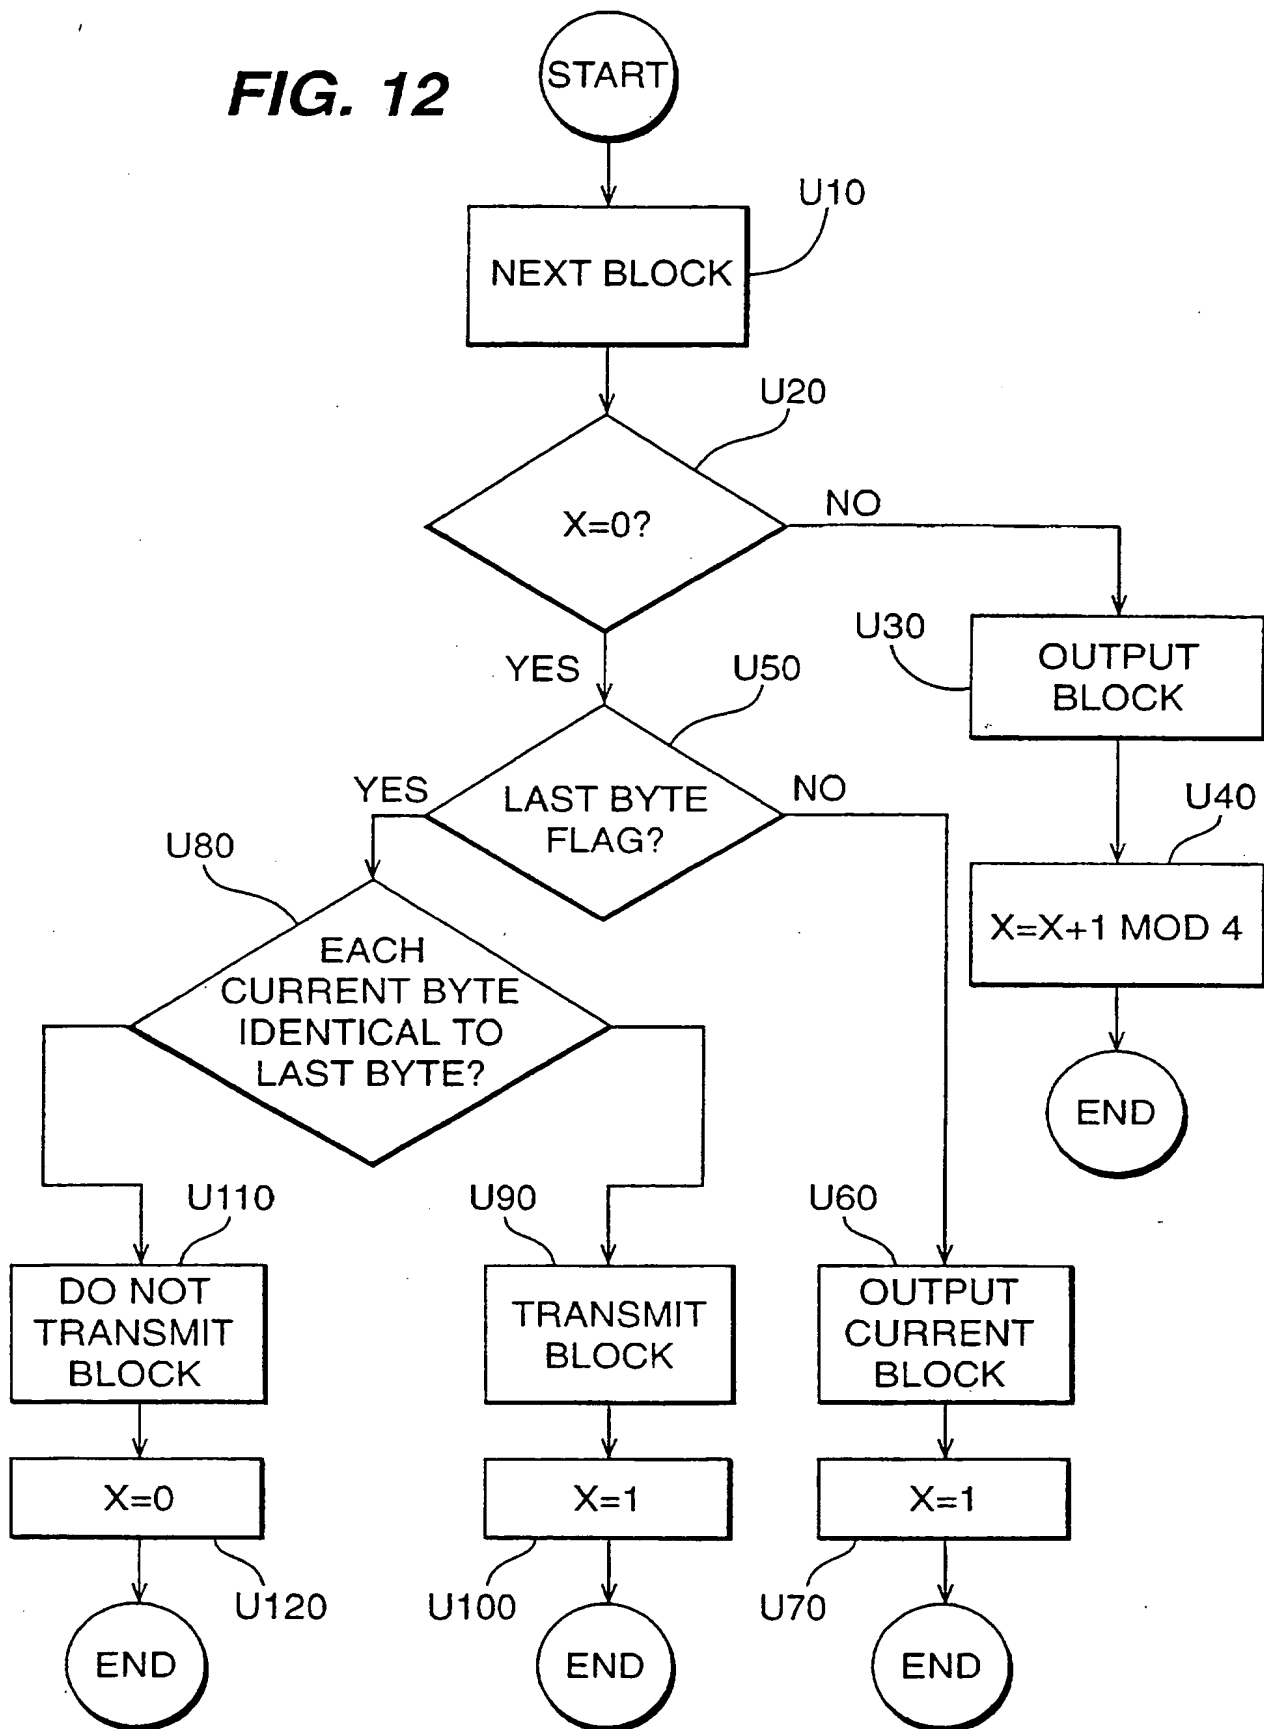 FIG. 12
START
U10
NEXT BLOCK
U20
X=0?
NO
YES
U30
OUTPUT
BLOCK
U50
YES
LAST BYTE
FLAG?
NO
U40
X=X+1 MOD 4
U80
EACH
CURRENT BYTE
IDENTICAL TO
LAST BYTE?
END
U110
DO NOT
TRANSMIT
BLOCK
U90
TRANSMIT
BLOCK
U60
OUTPUT
CURRENT
BLOCK
X=0
X=1
X=1
U120
U100
U70
END
END
END